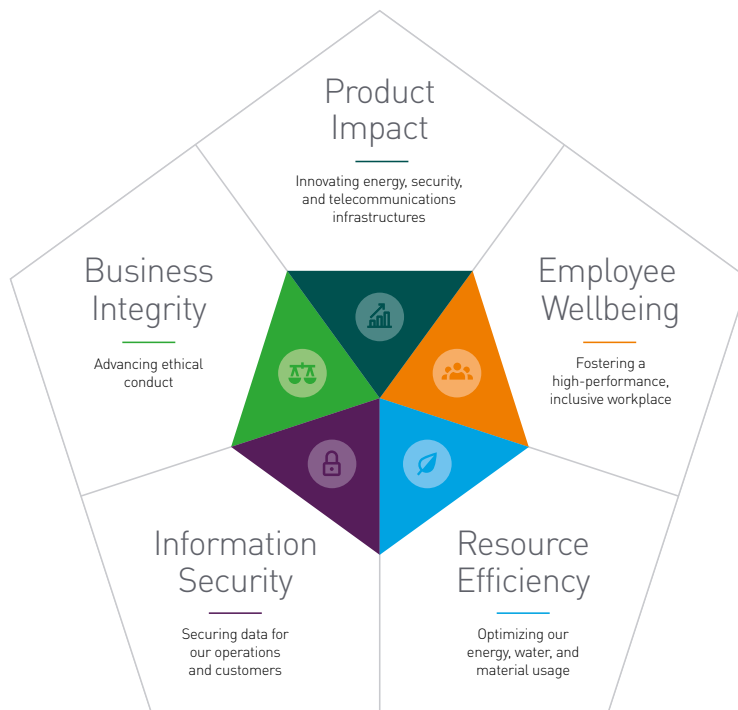 Product
Impact
Innovating energy, security,
and telecommunications
infrastructures
Business
Integrity
Advancing ethical
conduct
Employee
Wellbeing
Fostering a
high-performance,
inclusive workplace
Information
Security
Securing data for
our operations
and customers
Resource
Efficiency
Optimizing our
energy, water, and
material usage